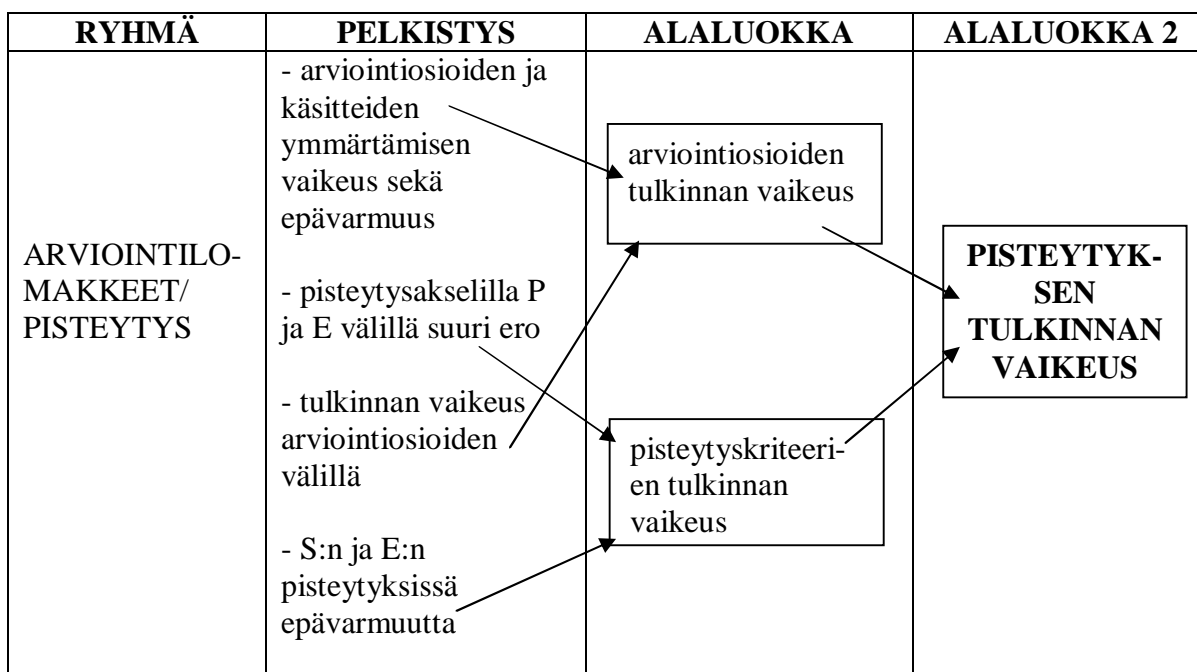 RYHMÄ
PELKISTYS
ALALUOKKA
ALALUOKKA 2
ARVIOINTILO-
MAKKEET/
PISTEYTYS
- arviointiosioiden ja
käsitteiden
ymmärtämisen
vaikeus sekä
epävarmuus
- pisteytysakselilla P
ja E välillä suuri ero
- tulkinnan vaikeus
arviointiosioiden
välillä
- S:n ja E:n
pisteytyksissä
epävarmuutta
arviointiosioiden
tulkinnan vaikeus
pisteytyskriteeri-
en tulkinnan
vaikeus
PISTEYTYK-
SEN
TULKINNAN
VAIKEUS